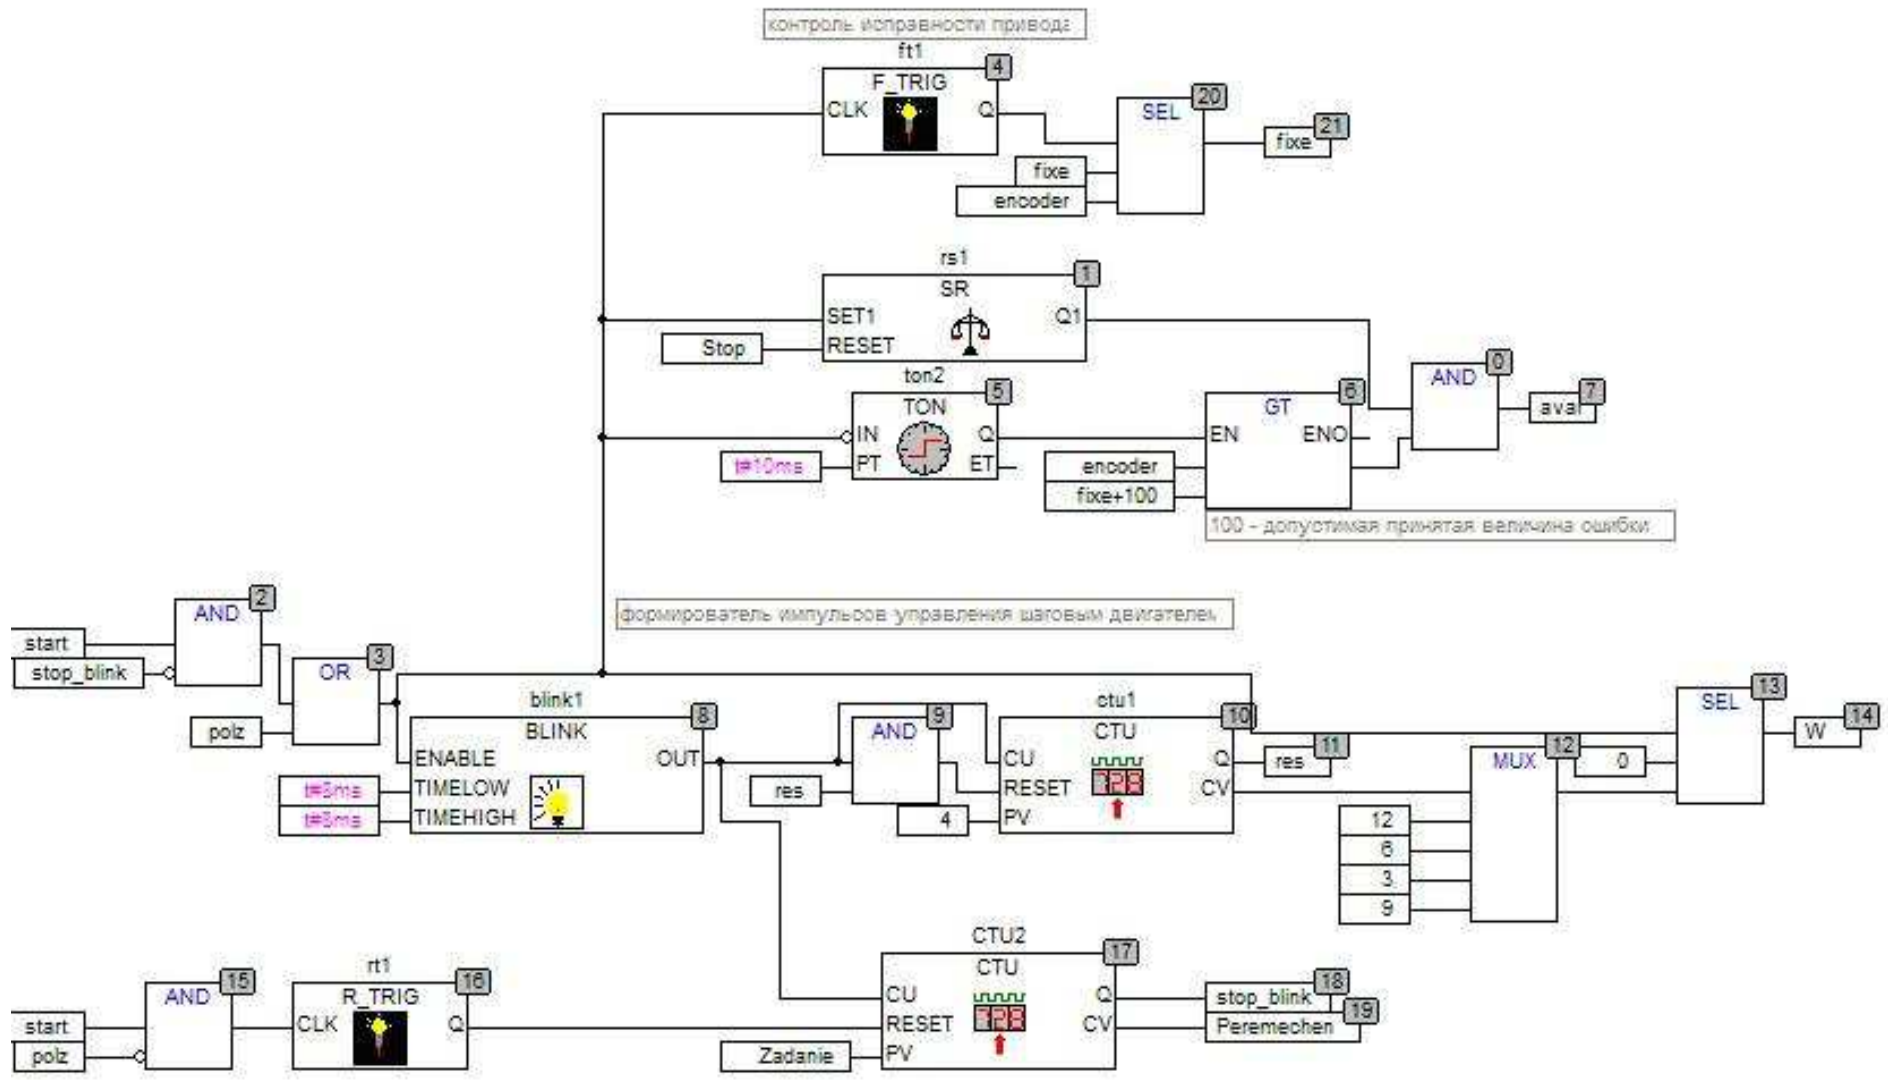 контроль исправности привода
ft1
4
F_TRIG
CLK
Q
20
SEL
21
fixe
fixe
encoder
rs1
1
SR
SET1
Q1
Stop
RESET
ton2
5
TON
IN
Q
t#10ms
PT
ET
6
GT
EN
ENO
encoder
fixe+100
0
AND
7
avar
100 - допустимая принятая величина ошибки
формирователь импульсов управления шаговым двигателем
2
AND
start
stop_blink
3
OR
polz
blink1
8
BLINK
ENABLE
OUT
t#5ms
TIMELOW
t#5ms
TIMEHIGH
9
AND
res
ctu1
10
CTU
CU
Q
RESET
CV
4
PV
11
res
12
MUX
12
6
3
9
0
13
SEL
14
W
15
AND
start
polz
rt1
16
R_TRIG
CLK
Q
CTU2
17
CTU
CU
Q
RESET
CV
Zadanie
PV
18
stop_blink
19
Peremechen